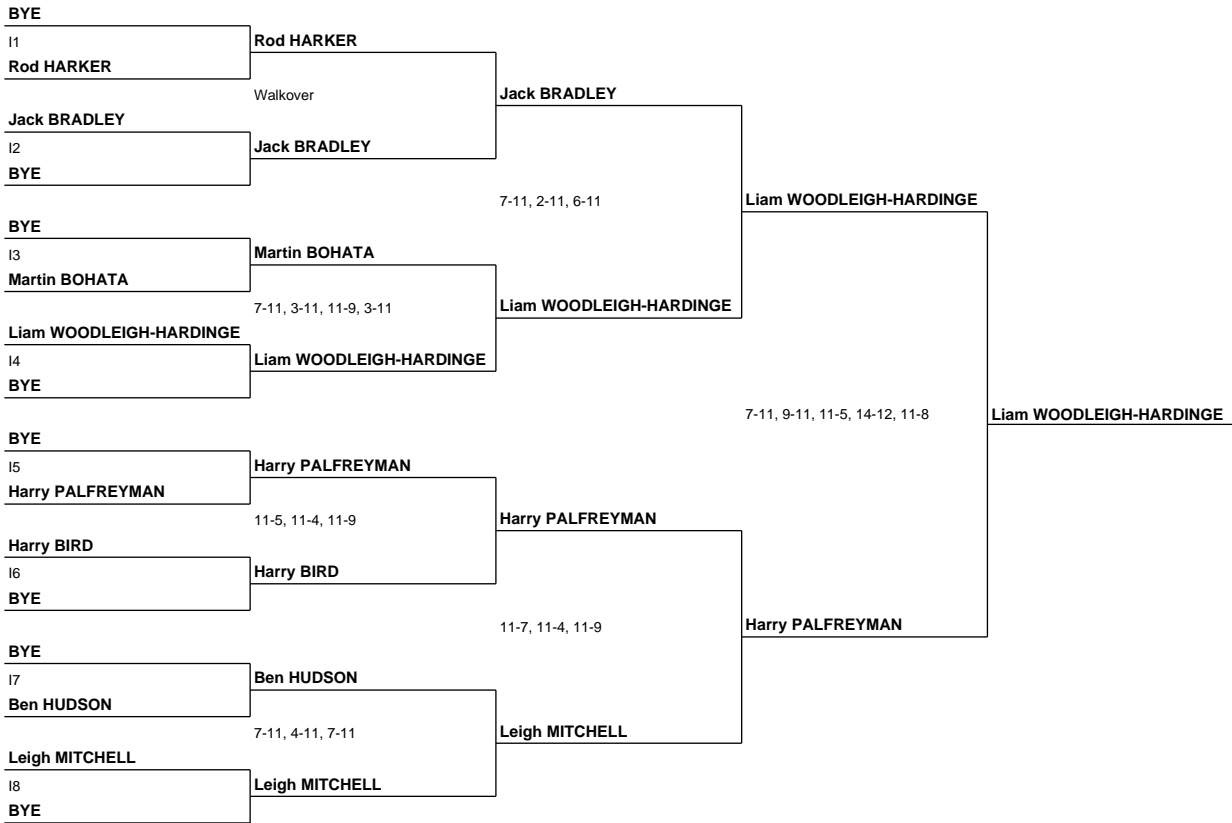 BYE
I1
Rod HARKER
Jack BRADLEY
I2
BYE
BYE
I3
Martin BOHATA
Liam WOODLEIGH-HARDINGE
I4
BYE
BYE
I5
Harry PALFREYMAN
Harry BIRD
I6
BYE
BYE
I7
Ben HUDSON
Leigh MITCHELL
I8
BYE
Rod HARKER
Walkover
Jack BRADLEY
Martin BOHATA
7-11, 3-11, 11-9, 3-11
Liam WOODLEIGH-HARDINGE
Harry PALFREYMAN
11-5, 11-4, 11-9
Harry BIRD
Ben HUDSON
7-11, 4-11, 7-11
Leigh MITCHELL
Jack BRADLEY
7-11, 2-11, 6-11
Liam WOODLEIGH-HARDINGE
Harry PALFREYMAN
11-7, 11-4, 11-9
Leigh MITCHELL
Liam WOODLEIGH-HARDINGE
7-11, 9-11, 11-5, 14-12, 11-8
Harry PALFREYMAN
Liam WOODLEIGH-HARDINGE